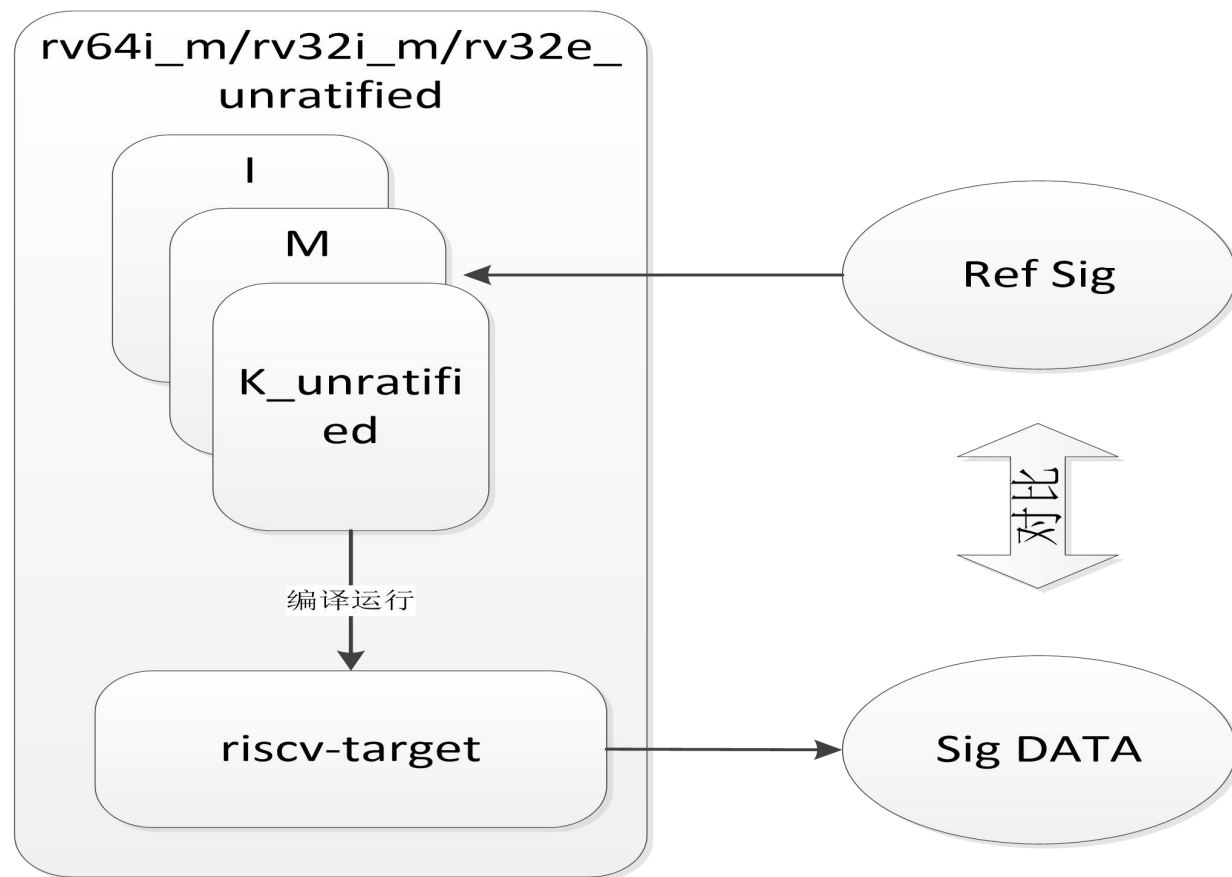 rv64i_m/rv32i_m/rv32e_
unratified
I
M
K_unratifi
ed
编译运行
riscv-target
Ref Sig
对比
Sig DATA